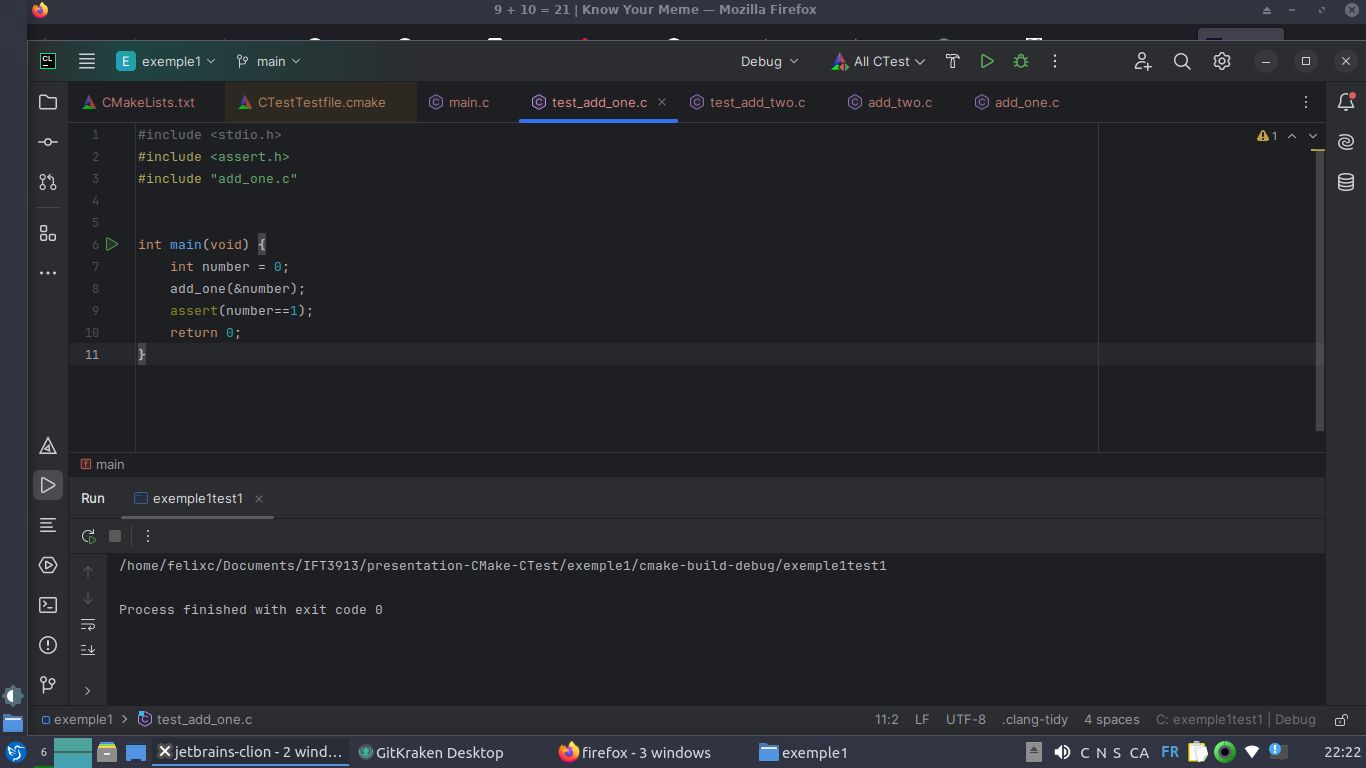 9 + 10 = 21 | Know Your Meme — Mozilla Firefox
CL
E exemple1 main Debug All CTest
CMakeLists.txt CTestTestfile.cmake main.c test_add_one.c test_add_two.c add_two.c add_one.c
1 #include <stdio.h>
1
2 #include <assert.h>
3 #include "add_one.c"
4
5
6 int main(void) {
7 int number = 0;
8 add_one(&number);
9 assert(number==1);
10 return 0;
11 }
f main
Run exemple1test1
/home/felixc/Documents/IFT3913/presentation-CMake-CTest/exemple1/cmake-build-debug/exemple1test1
Process finished with exit code 0
exemple1 > test_add_one.c 11:2 LF UTF-8 .clang-tidy 4 spaces C: exemple1test1 | Debug
6 jetbrains-clion - 2 wind... GitKraken Desktop firefox - 3 windows exemple1 C N S CA FR 22:22